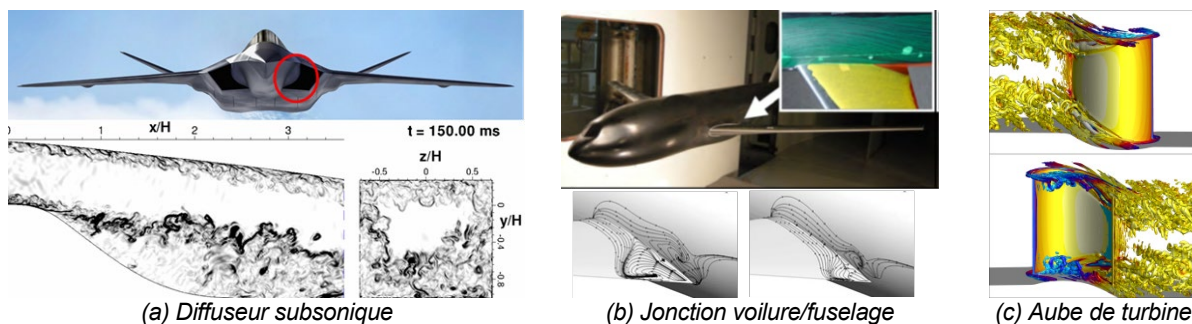 x/H
t = 150.00 ms
0 1 2 3
z/H
-0.5 0 0.5
0
y/H
-0.4
-0.8
(a) Diffuseur subsonique
(b) Jonction voilure/fuselage
(c) Aube de turbine